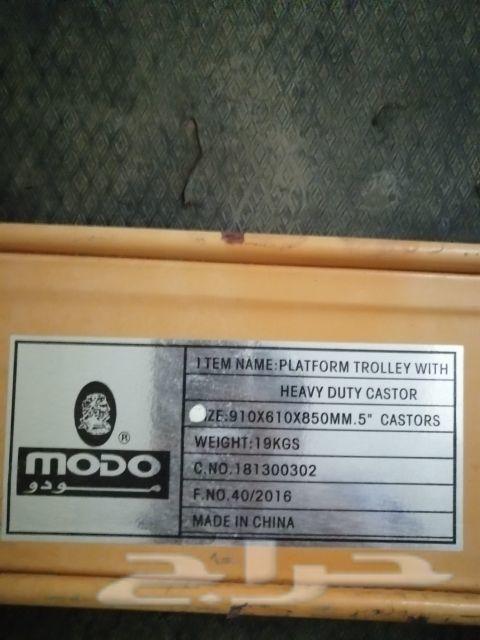 ITEM NAME:PLATFORM TROLLEY WITH
HEAVY DUTY CASTOR
IZE:910X610X850MM.5" CASTORS
WEIGHT:19KGS
C.NO.181300302
F.NO.40/2016
MADE IN CHINA
®
MODO
مودو
حراج